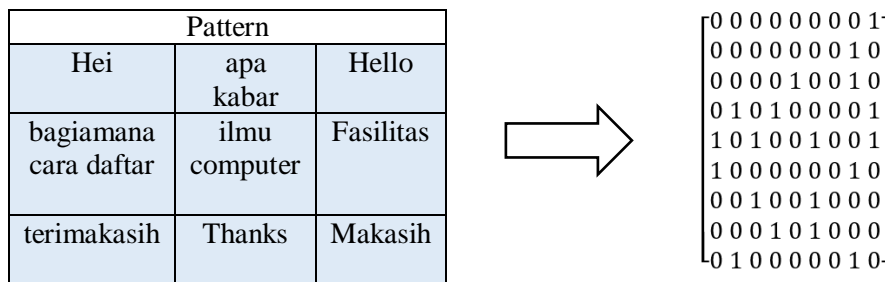 Pattern
Hei apa kabar Hello
bagiamana cara daftar ilmu computer Fasilitas
terimakasih Thanks Makasih
0 0 0 0 0 0 0 0 1
0 0 0 0 0 0 0 1 0
0 0 0 0 1 0 0 1 0
0 1 0 1 0 0 0 0 1
1 0 1 0 0 1 0 0 1
1 0 0 0 0 0 0 1 0
0 0 1 0 0 1 0 0 0
0 0 0 1 0 1 0 0 0
0 1 0 0 0 0 0 1 0